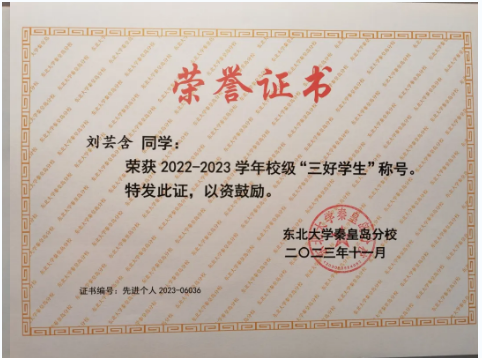 荣誉证书
刘芸含 同学：
荣获 2022-2023 学年校级“三好学生”称号。
特发此证，以资鼓励。
东北大学秦皇岛分校
二〇二三年十一月
证书编号：先进个人 2023-06036